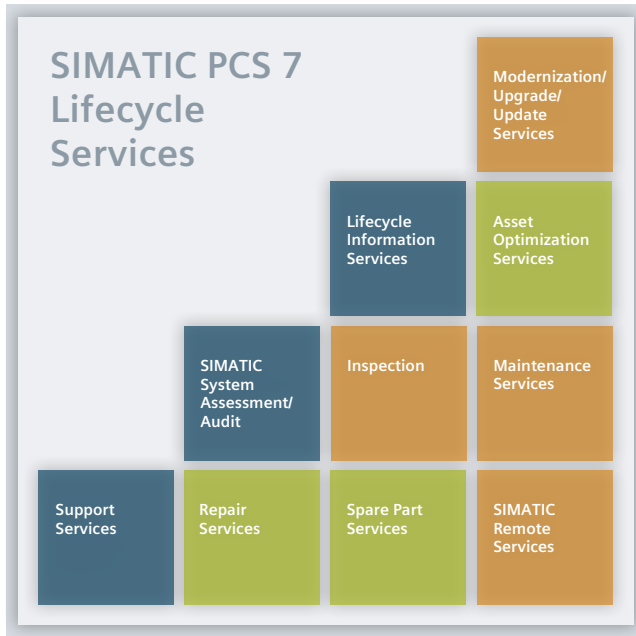 SIMATIC PCS 7
Lifecycle
Services
Modernization/
Upgrade/
Update
Services
Lifecycle
Information
Services
Asset
Optimization
Services
SIMATIC
System
Assessment/
Audit
Inspection
Maintenance
Services
Support
Services
Repair
Services
Spare Part
Services
SIMATIC
Remote
Services